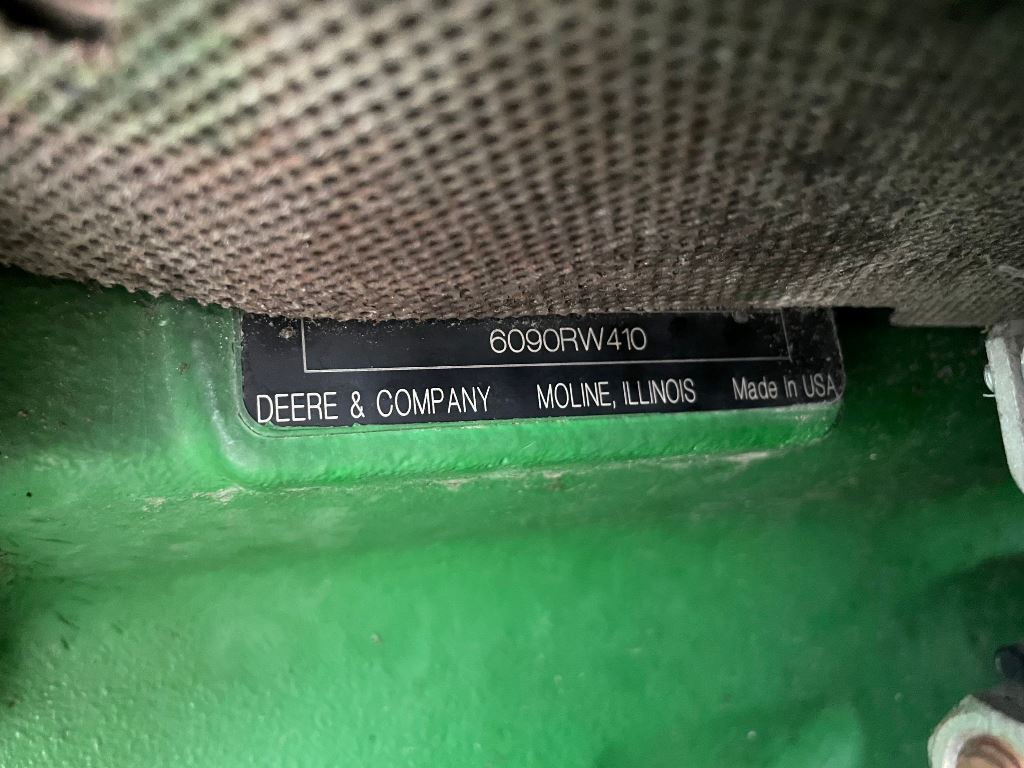 6090RW410
DEERE & COMPANY MOLINE, ILLINOIS Made In USA